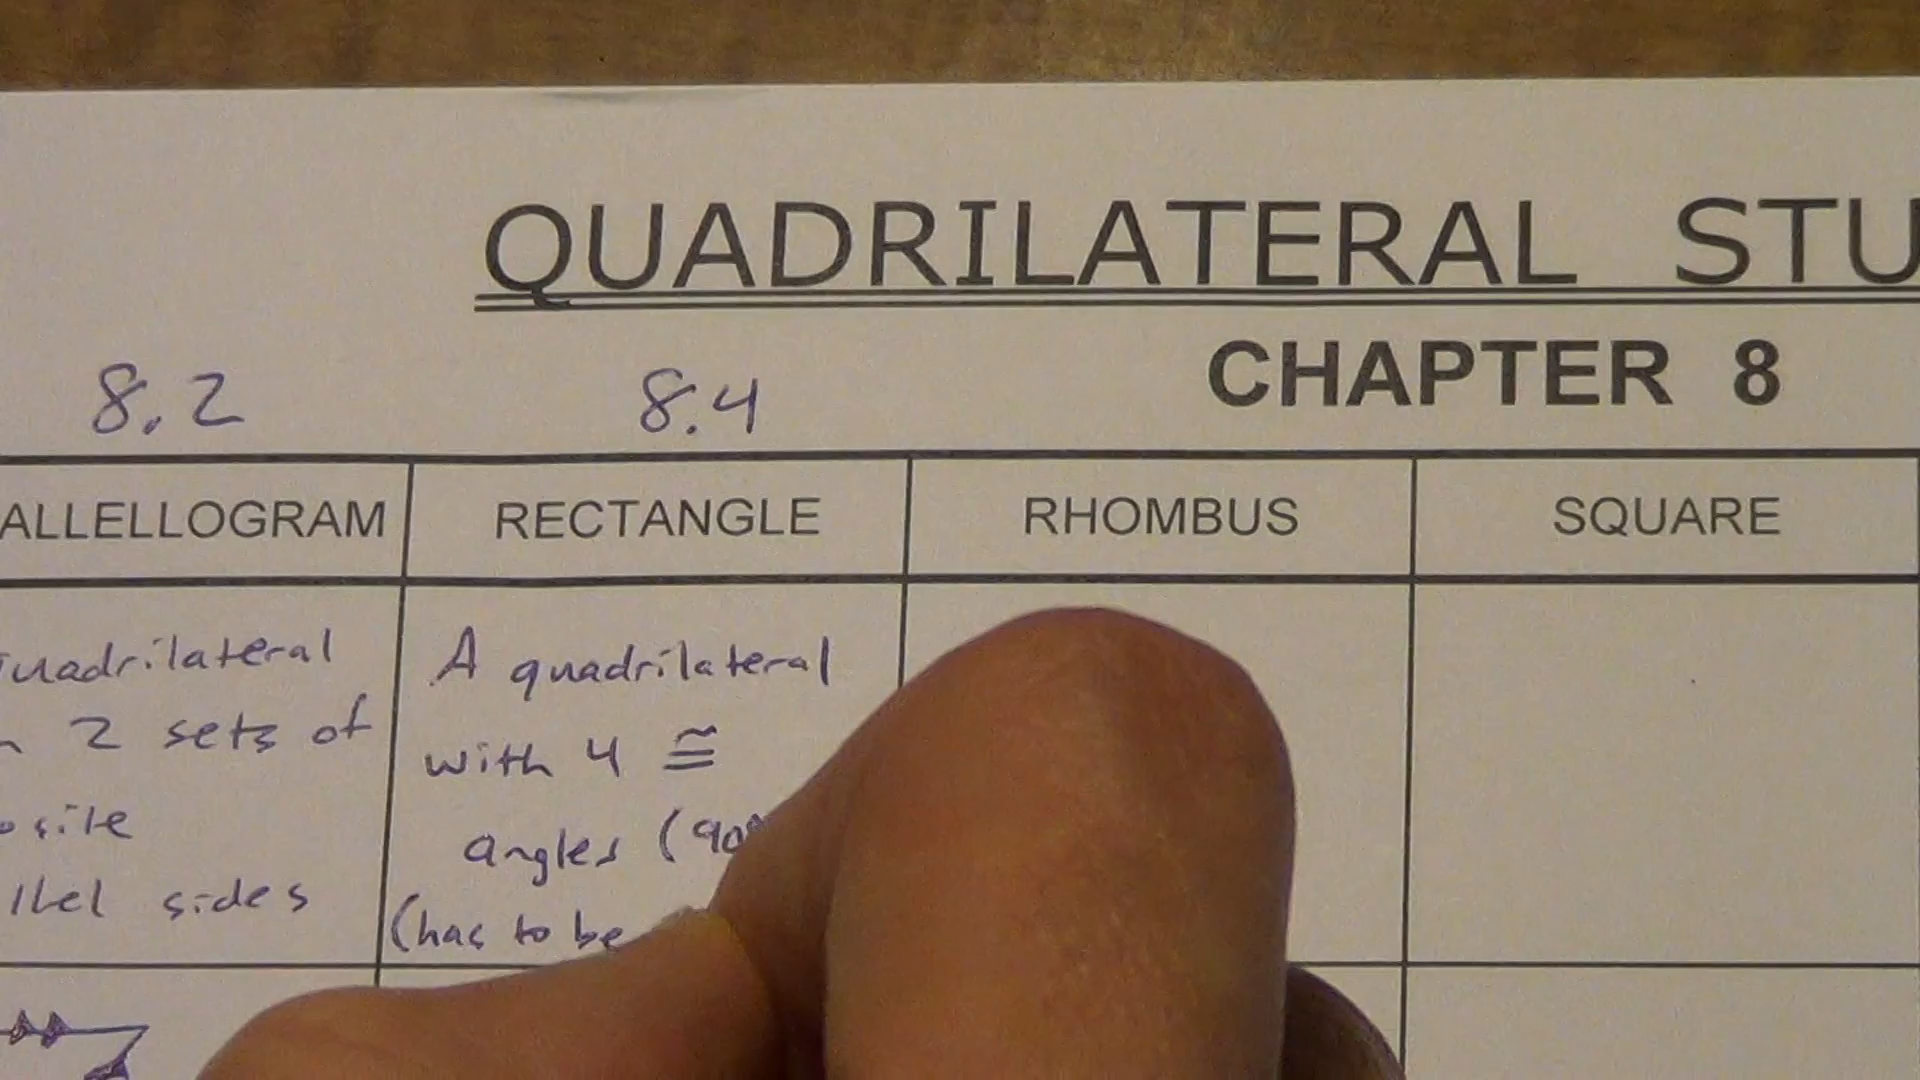 QUADRILATERAL STU
CHAPTER 8
8.2
8.4
ALLELLOGRAM
RECTANGLE
RHOMBUS
SQUARE
uadrilateral
2 sets of
osite
llel sides
A quadrilateral
with 4 ≅
angles (90°
(has to be